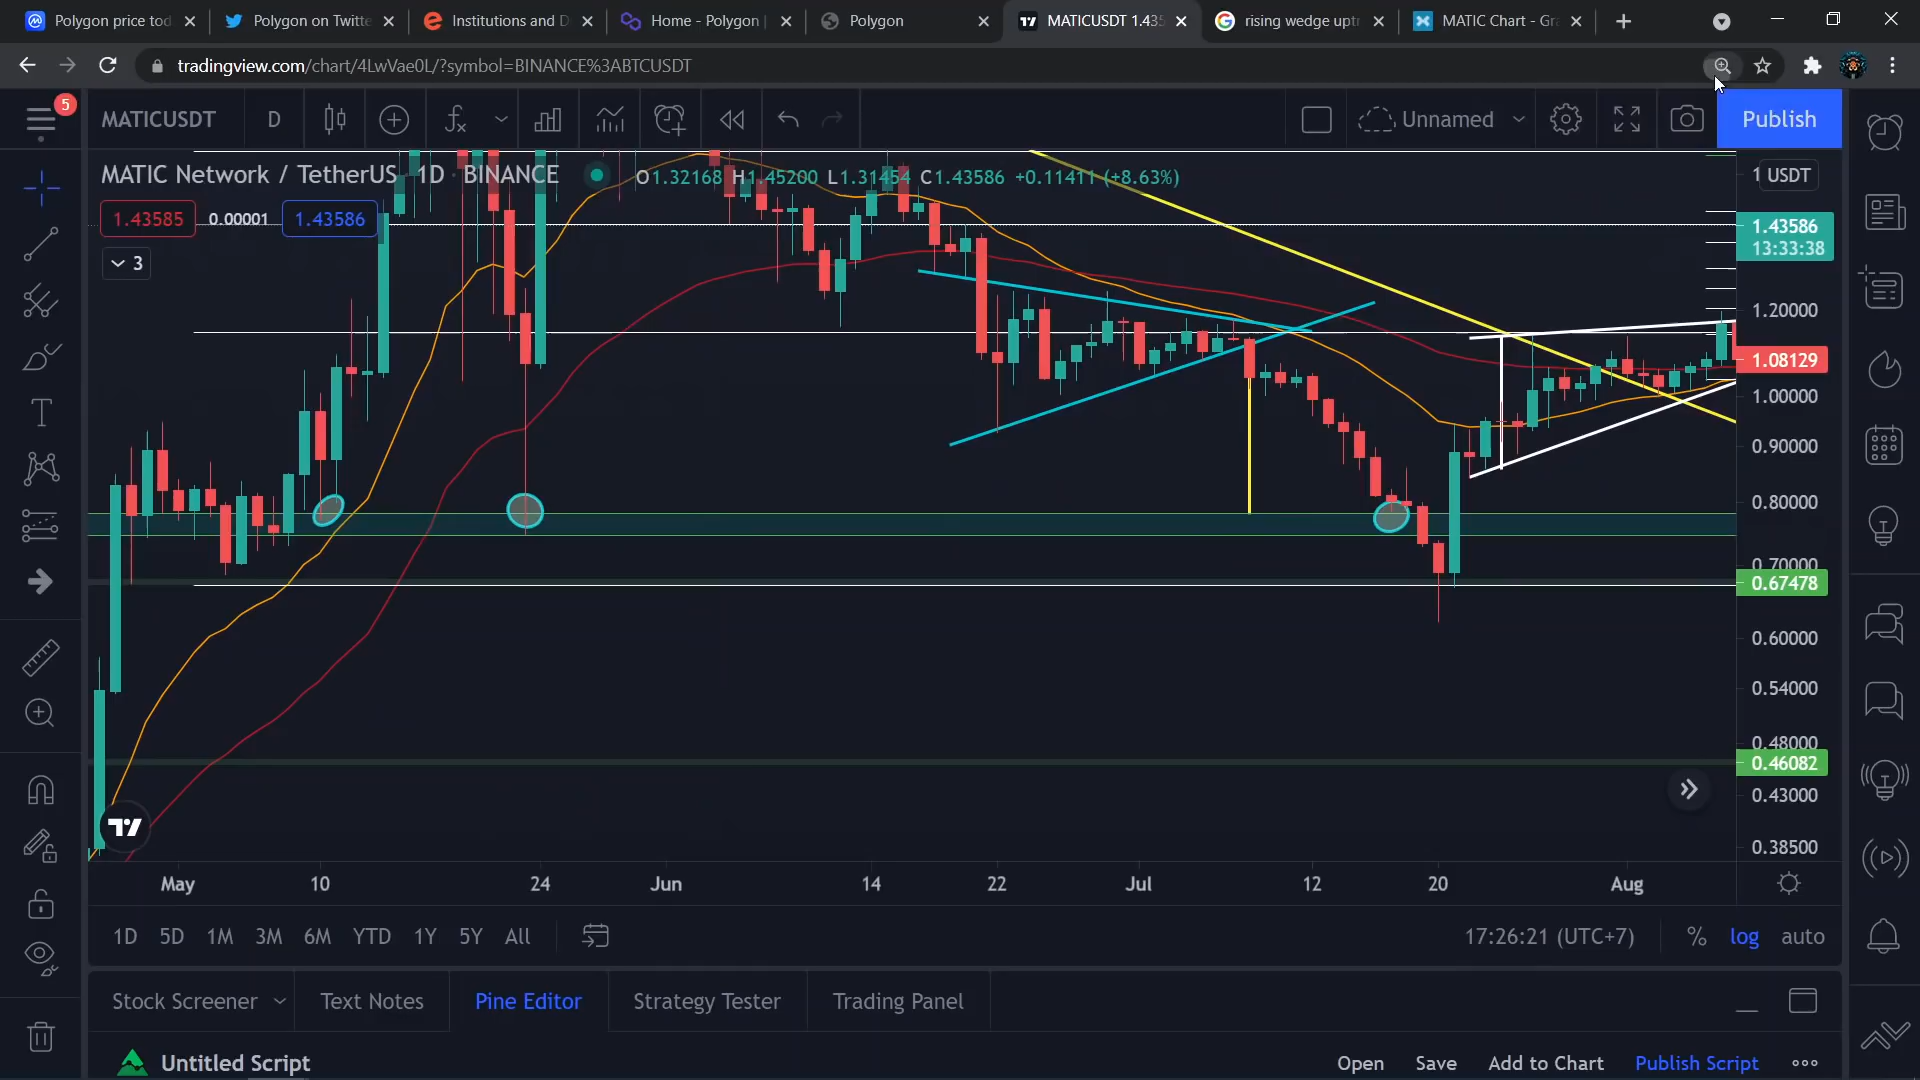 Polygon price tod
Polygon on Twitte
Institutions and D
Home - Polygon |
Polygon
MATICUSDT 1.435
rising wedge uptr
MATIC Chart - Gra
tradingview.com/chart/4LwVae0L/?symbol=BINANCE%3ABTCUSDT
5
MATICUSDT
D
Unnamed
Publish
MATIC Network / TetherUS · 1D · BINANCE
O1.32168 H1.45200 L1.31454 C1.43586 +0.11411 (+8.63%)
1.43585
0.00001
1.43586
3
1 USDT
1.43586
13:33:38
1.20000
1.08129
1.00000
0.90000
0.80000
0.70000
0.67478
0.60000
0.54000
0.48000
0.46082
0.43000
0.38500
May 10 24 Jun 14 22 Jul 12 20 Aug
1D 5D 1M 3M 6M YTD 1Y 5Y All
17:26:21 (UTC+7)
% log auto
Stock Screener
Text Notes
Pine Editor
Strategy Tester
Trading Panel
Untitled Script
Open Save Add to Chart Publish Script